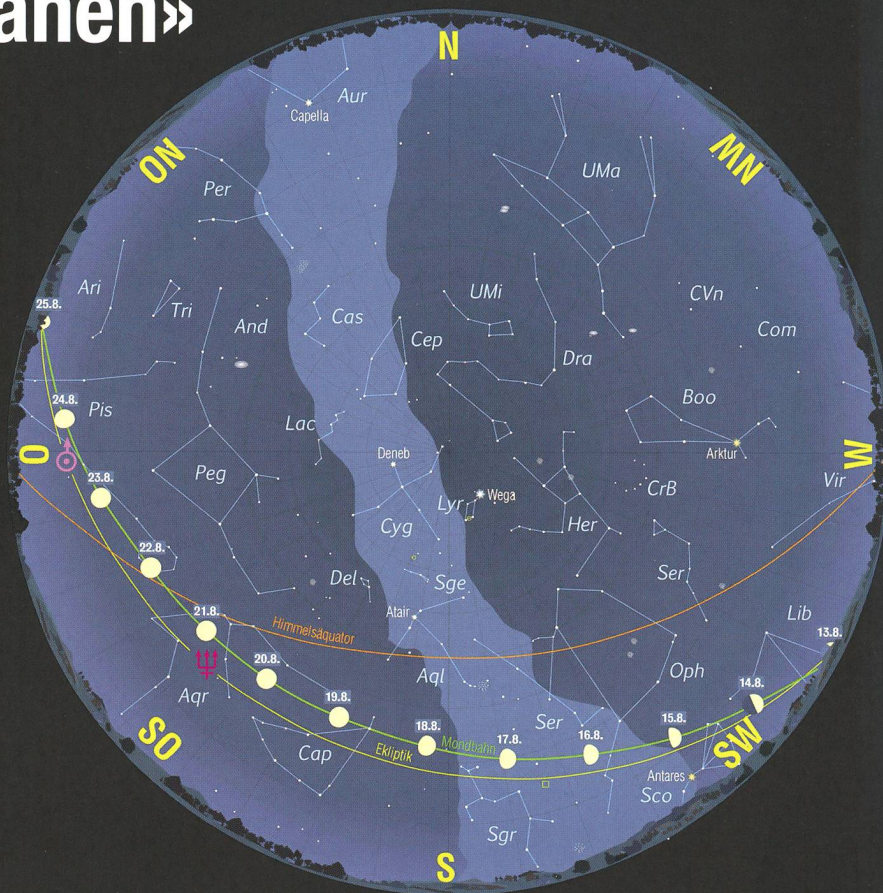 anen»
N
NO
NW
Aur
Capella
Per
UMa
Ari
Tri
And
Cas
UMi
CVn
25.8.
Cep
Dra
Com
24.8.
Pis
Lac
Boo
Arktur
O
W
Peg
Deneb
23.8.
Lyr
Wega
CrB
Vir
Cyg
Her
22.8.
Del
Sge
Ser
21.8.
Atair
Himmelsäquator
Lib
13.8.
Aqr
20.8.
Aql
Oph
14.8.
19.8.
18.8.
Mondbahn
17.8.
Ser
16.8.
15.8.
SO
SW
Cap
Ekliptik
Antares
Sco
Sgr
S